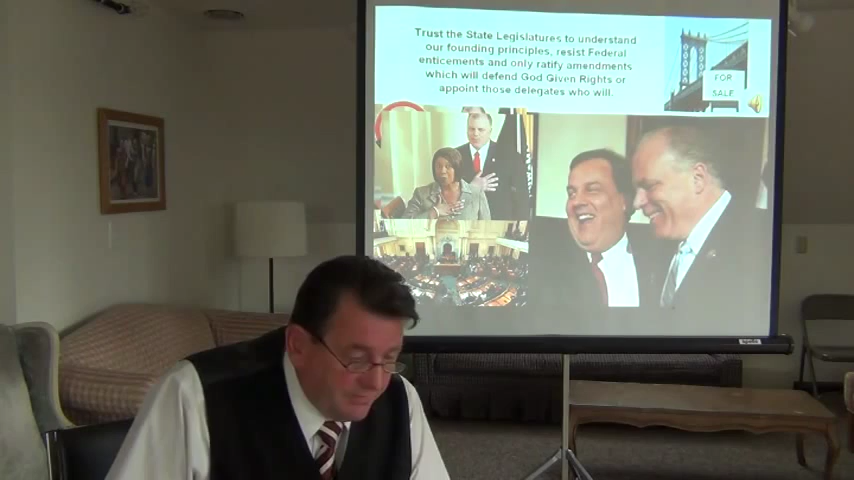 Trust the State Legislatures to understand
our founding principles, resist Federal
enticements and only ratify amendments
which will defend God Given Rights or
appoint those delegates who will.
FOR
SALE